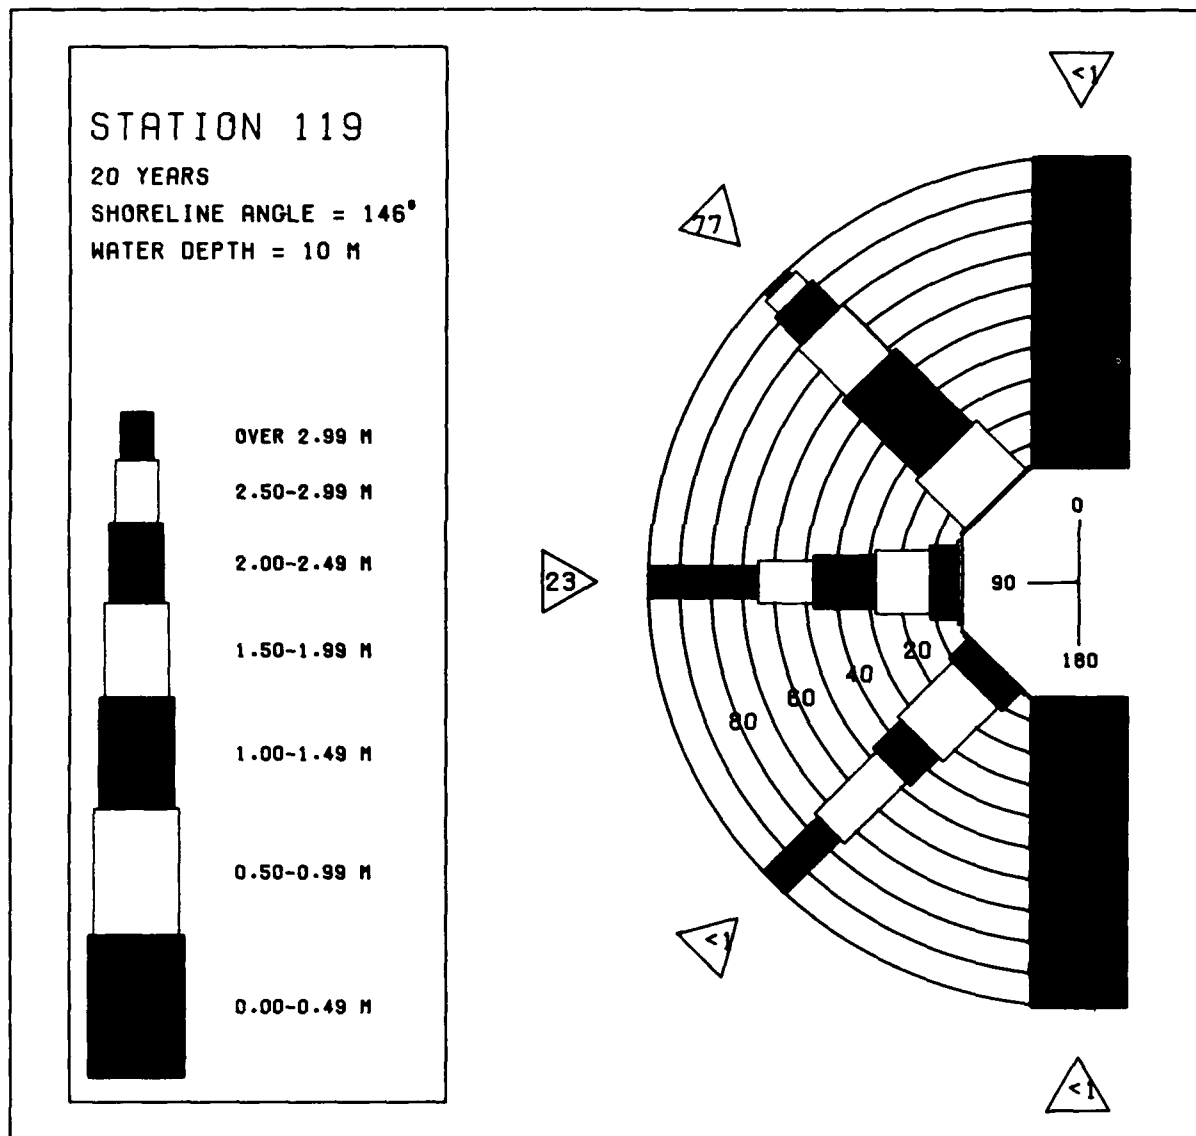 STATION 119
20 YEARS
SHORELINE ANGLE = 146°
WATER DEPTH = 10 M
OVER 2.99 M
2.50-2.99 M
2.00-2.49 M
1.50-1.99 M
1.00-1.49 M
0.50-0.99 M
0.00-0.49 M
<1
77
23
<1
<1
0
90
180
20
40
60
80